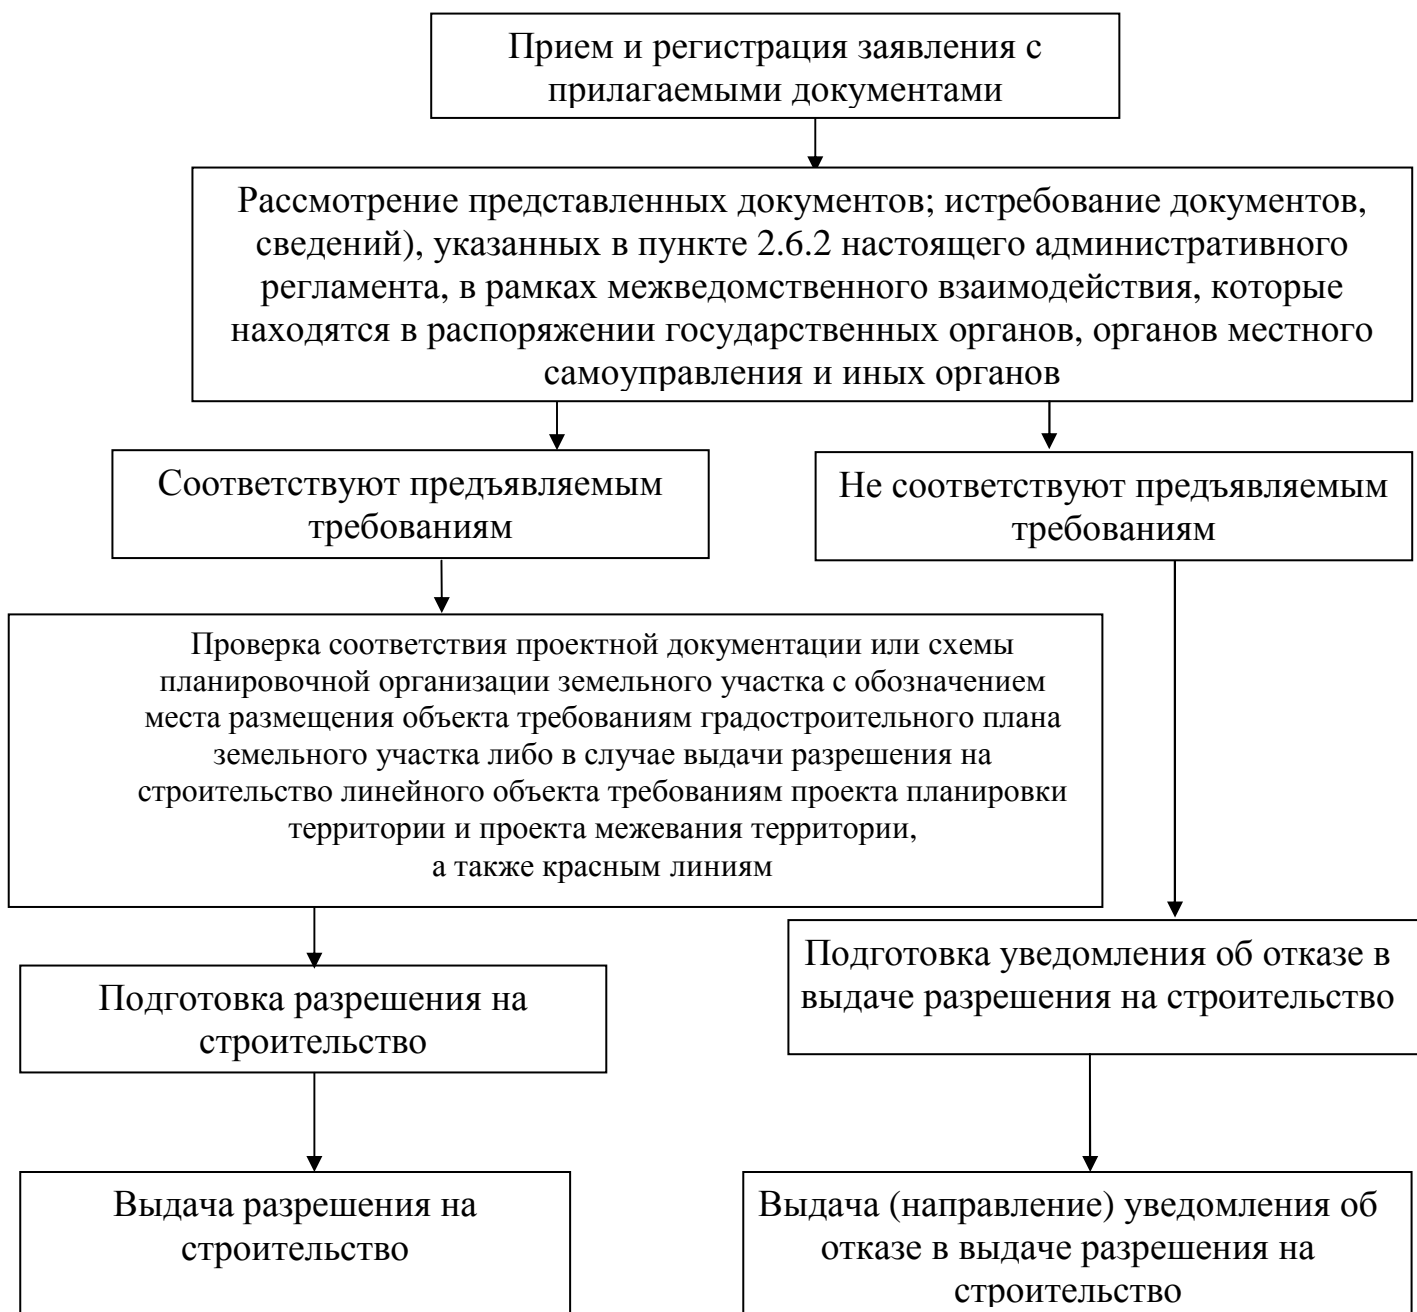 Прием и регистрация заявления с
прилагаемыми документами
Рассмотрение представленных документов; истребование документов,
сведений), указанных в пункте 2.6.2 настоящего административного
регламента, в рамках межведомственного взаимодействия, которые
находятся в распоряжении государственных органов, органов местного
самоуправления и иных органов
Соответствуют предъявляемым
требованиям
Не соответствуют предъявляемым
требованиям
Проверка соответствия проектной документации или схемы
планировочной организации земельного участка с обозначением
места размещения объекта требованиям градостроительного плана
земельного участка либо в случае выдачи разрешения на
строительство линейного объекта требованиям проекта планировки
территории и проекта межевания территории,
а также красным линиям
Подготовка разрешения на
строительство
Подготовка уведомления об отказе в
выдаче разрешения на строительство
Выдача разрешения на
строительство
Выдача (направление) уведомления об
отказе в выдаче разрешения на
строительство